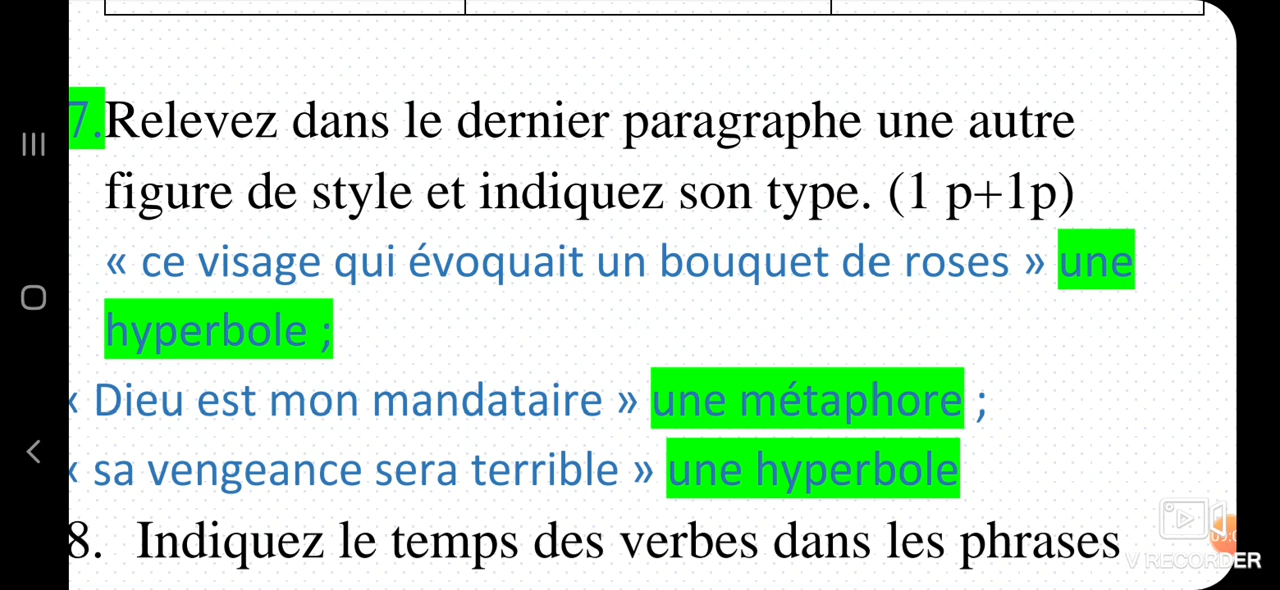 7.Relevez dans le dernier paragraphe une autre
figure de style et indiquez son type. (1 p+1p)
« ce visage qui évoquait un bouquet de roses » une
hyperbole ;
« Dieu est mon mandataire » une métaphore ;
« sa vengeance sera terrible » une hyperbole
8. Indiquez le temps des verbes dans les phrases
V RECORDER